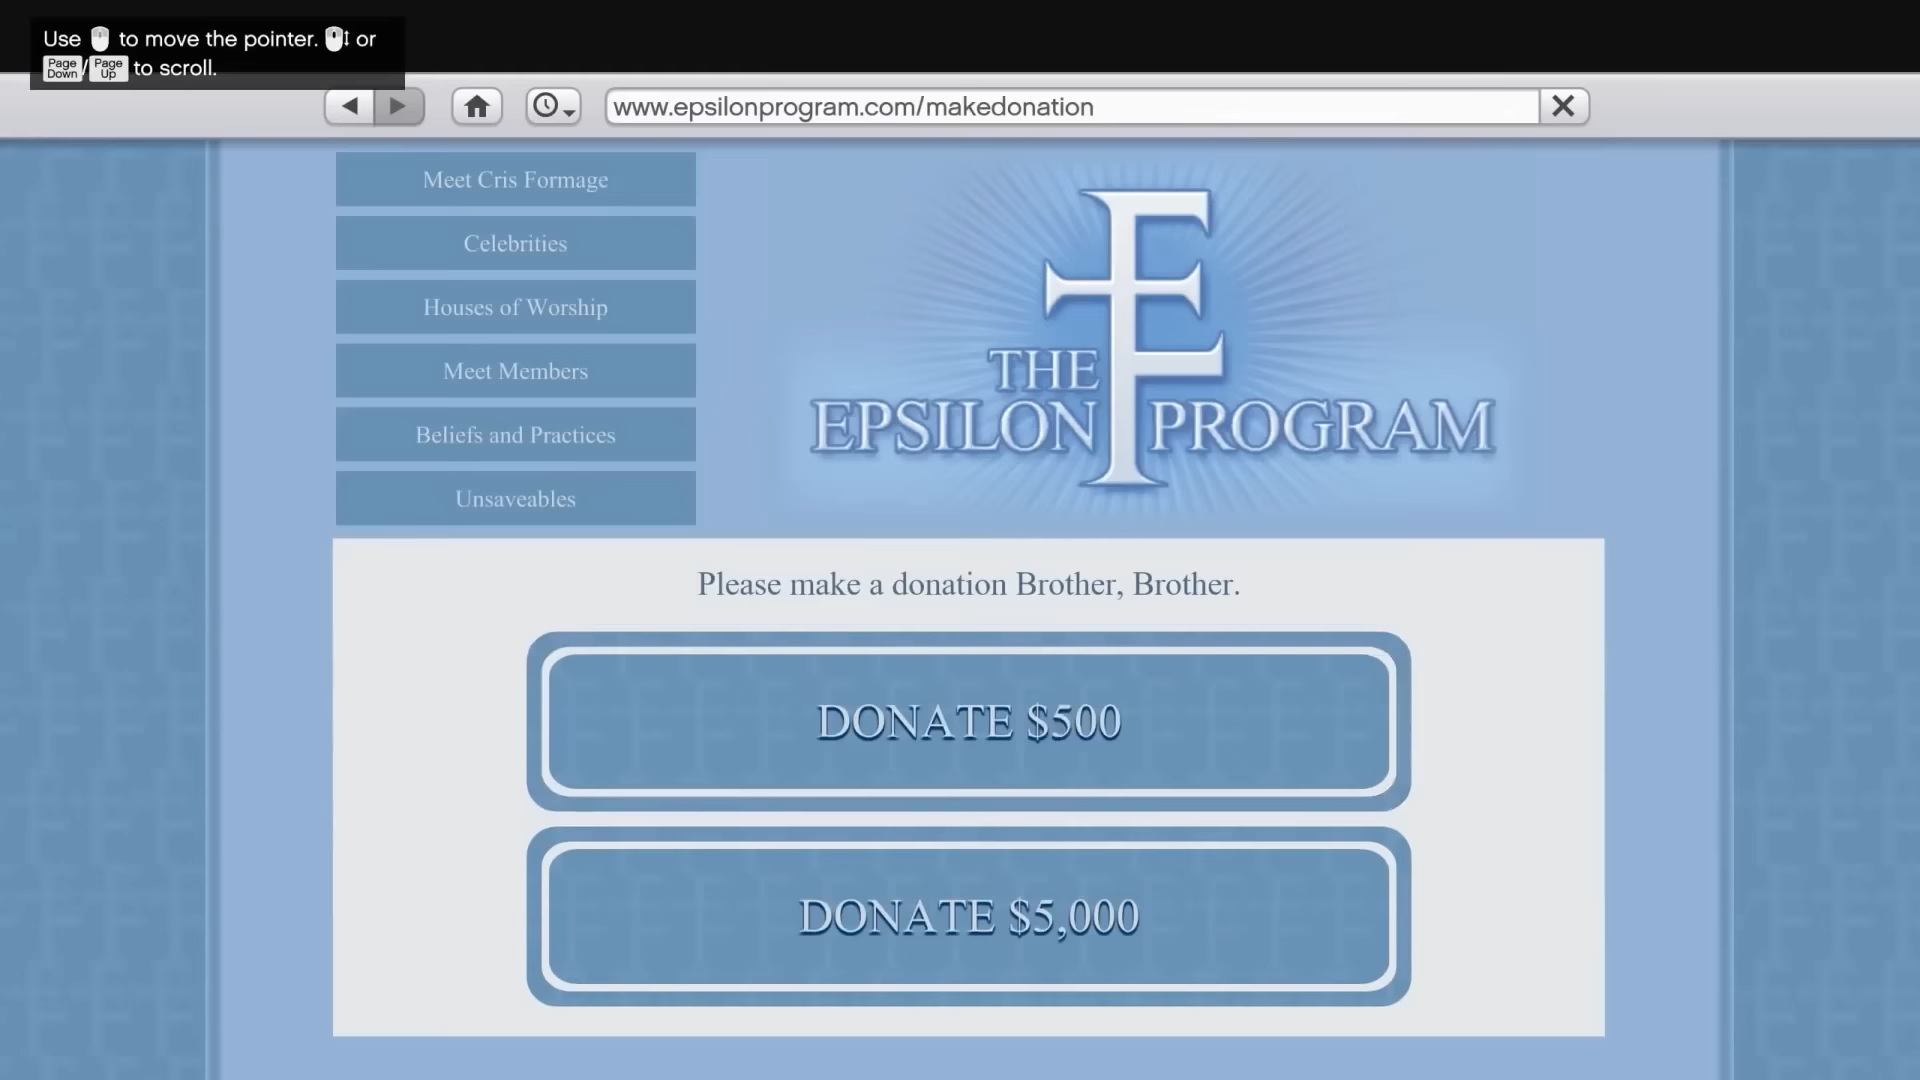 Use to move the pointer. or
Page Down / Page Up to scroll.
www.epsilonprogram.com/makedonation
Meet Cris Formage
Celebrities
Houses of Worship
Meet Members
Beliefs and Practices
Unsaveables
THE
EPSILON PROGRAM
Please make a donation Brother, Brother.
DONATE $500
DONATE $5,000